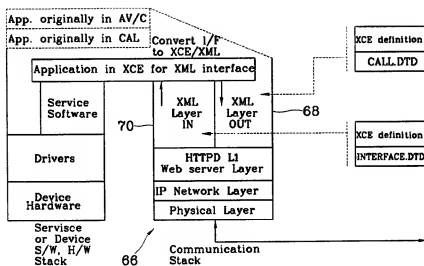 App. originally in AV/C
App. originally in CAL
Convert I/F
to XCE/XML
Application in XCE for XML interface
Service
Software
Drivers
Device
Hardware
Servisce
or Device
S/W, H/W
Stack
70
XML
Layer
IN
XML
Layer
OUT
68
HTTPD L1
Web server Layer
IP Network Layer
Physical Layer
66
Communication
Stack
XCE definition
CALL.DTD
XCE definition
INTERFACE.DTD